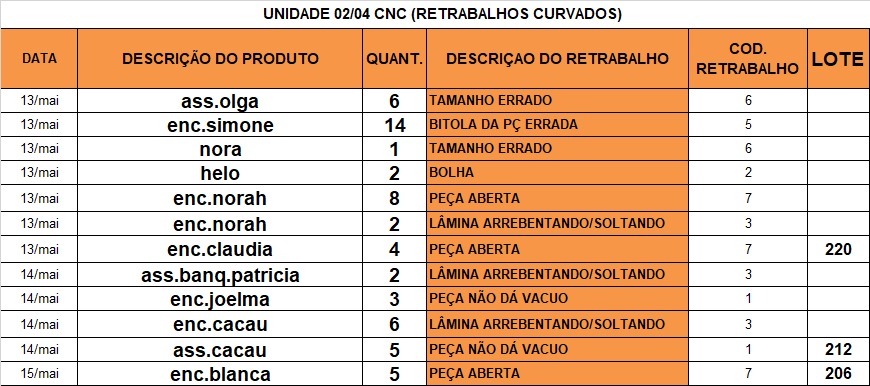 UNIDADE 02/04 CNC (RETRABALHOS CURVADOS)
DATA DESCRIÇÃO DO PRODUTO QUANT. DESCRIÇAO DO RETRABALHO COD. RETRABALHO LOTE
13/mai ass.olga 6 TAMANHO ERRADO 6
13/mai enc.simone 14 BITOLA DA PÇ ERRADA 5
13/mai nora 1 TAMANHO ERRADO 6
13/mai helo 2 BOLHA 2
13/mai enc.norah 8 PEÇA ABERTA 7
13/mai enc.norah 2 LÂMINA ARREBENTANDO/SOLTANDO 3
13/mai enc.claudia 4 PEÇA ABERTA 7 220
14/mai ass.banq.patricia 2 LÂMINA ARREBENTANDO/SOLTANDO 3
14/mai enc.joelma 3 PEÇA NÃO DÁ VACUO 1
14/mai enc.cacau 6 LÂMINA ARREBENTANDO/SOLTANDO 3
14/mai ass.cacau 5 PEÇA NÃO DÁ VACUO 1 212
15/mai enc.blanca 5 PEÇA ABERTA 7 206